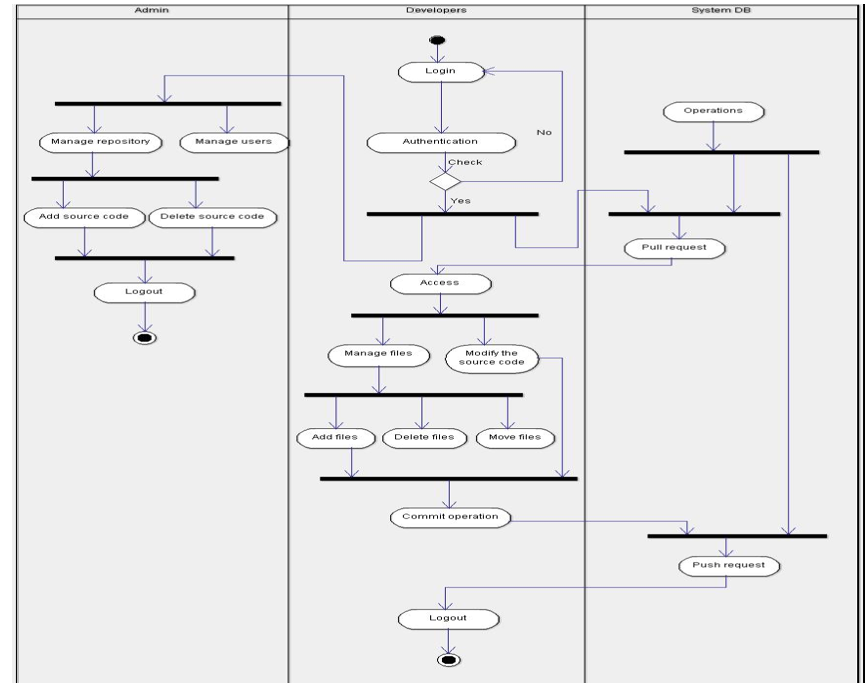 Admin
Developers
System DB
Login
Operations
Manage repository
Manage users
Authentication
No
Check
Yes
Add source code
Delete source code
Pull request
Access
Logout
Manage files
Modify the
source code
Add files
Delete files
Move files
Commit operation
Push request
Logout